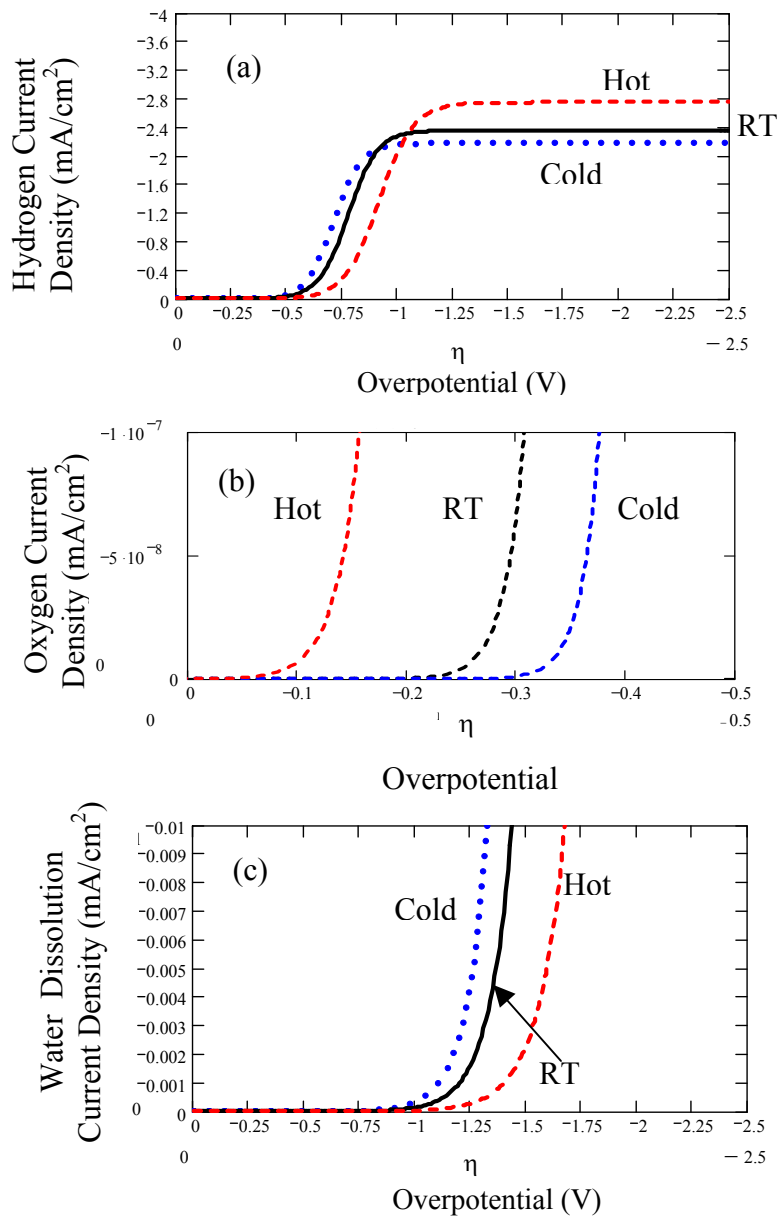 Hydrogen Current
Density (mA/cm²)
(a)
−4
−3.6
−3.2
−2.8
−2.4
−2
−1.6
−1.2
−0.8
−0.4
0
Hot
RT
Cold
0 −0.25 −0.5 −0.75 −1 −1.25 −1.5 −1.75 −2 −2.25 −2.5
0 η − 2.5
Overpotential (V)
Oxygen Current
Density (mA/cm²)
(b)
−1·10⁻⁷
−5·10⁻⁸
0
0
Hot
RT
Cold
0 −0.1 −0.2 −0.3 −0.4 −0.5
0 η −0.5
Overpotential
Water Dissolution
Current Density (mA/cm²)
(c)
−0.01
−0.009
−0.008
−0.007
−0.006
−0.005
−0.004
−0.003
−0.002
−0.001
0
0
Cold
Hot
RT
0 −0.25 −0.5 −0.75 −1 −1.25 −1.5 −1.75 −2 −2.25 −2.5
0 η − 2.5
Overpotential (V)